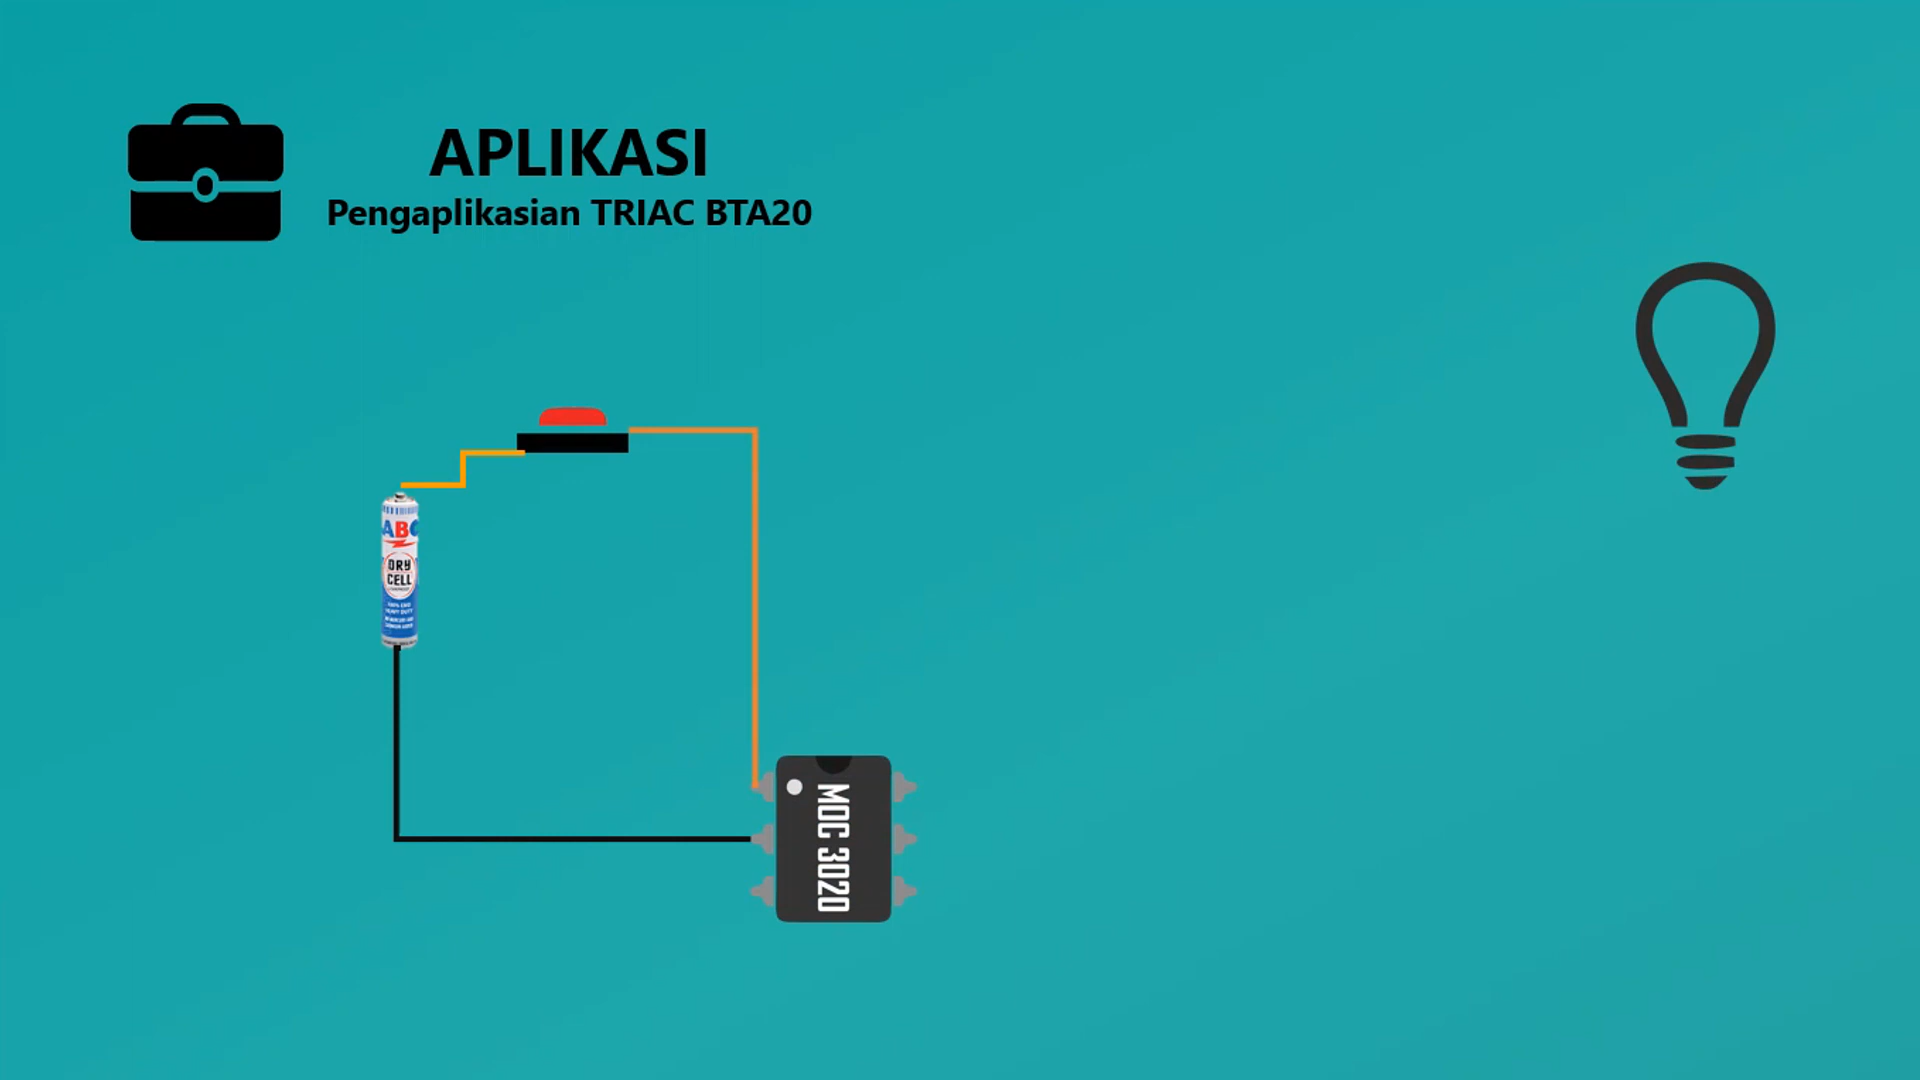 APLIKASI
Pengaplikasian TRIAC BTA20
ABC
DRY
CELL
MOC 3020